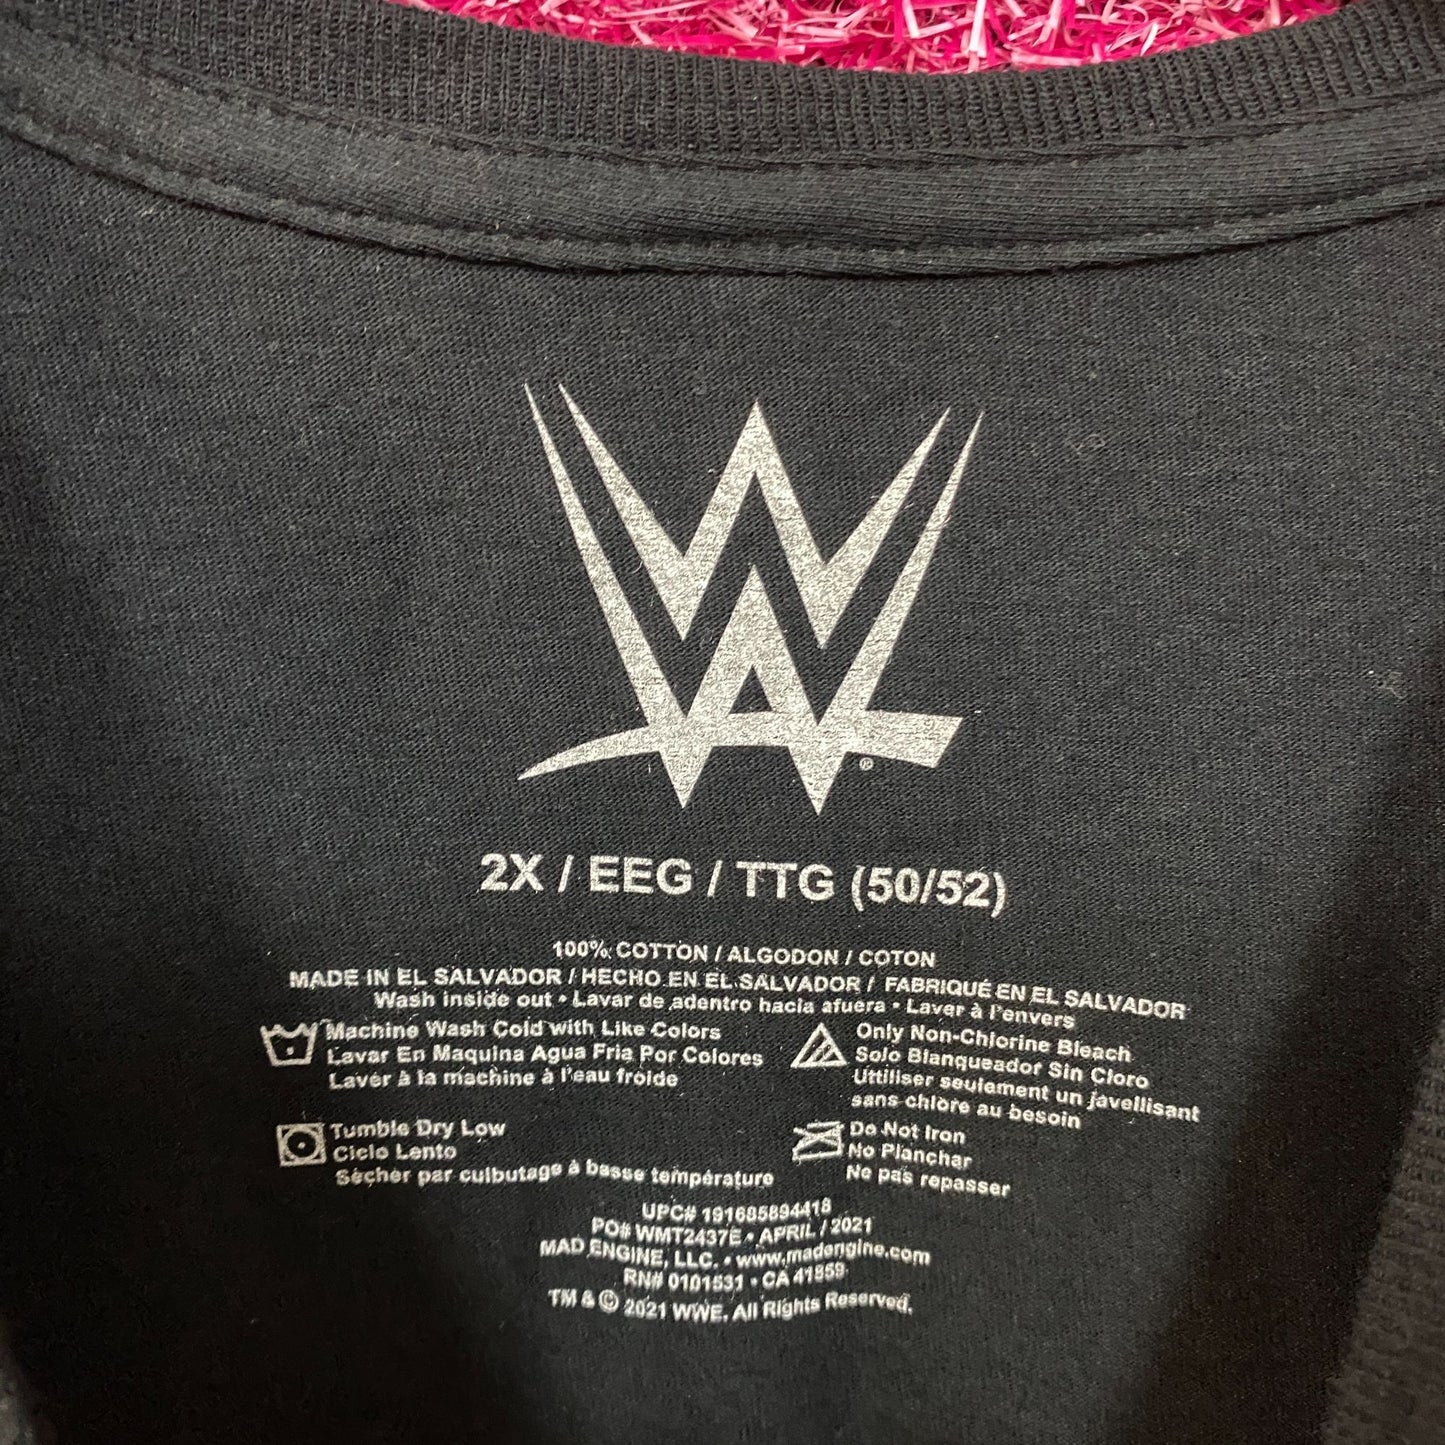 W
®
2X / EEG / TTG (50/52)
100% COTTON / ALGODON / COTON
MADE IN EL SALVADOR / HECHO EN EL SALVADOR / FABRIQUÉ EN EL SALVADOR
Wash inside out • Lavar de adentro hacia afuera • Laver à l'envers
Machine Wash Cold with Like Colors
Lavar En Maquina Agua Fria Por Colores
Laver à la machine à l'eau froide
Only Non-Chlorine Bleach
Solo Blanqueador Sin Cloro
Uttiliser seulement un javellisant
sans chlore au besoin
Tumble Dry Low
Ciclo Lento
Sécher par culbutage à basse température
Do Not Iron
No Planchar
Ne pas repasser
UPC# 191685894418
PO# WMT2437E • APRIL / 2021
MAD ENGINE, LLC. • www.madengine.com
RN# 0101531 • CA 41859
TM & © 2021 WWE. All Rights Reserved.